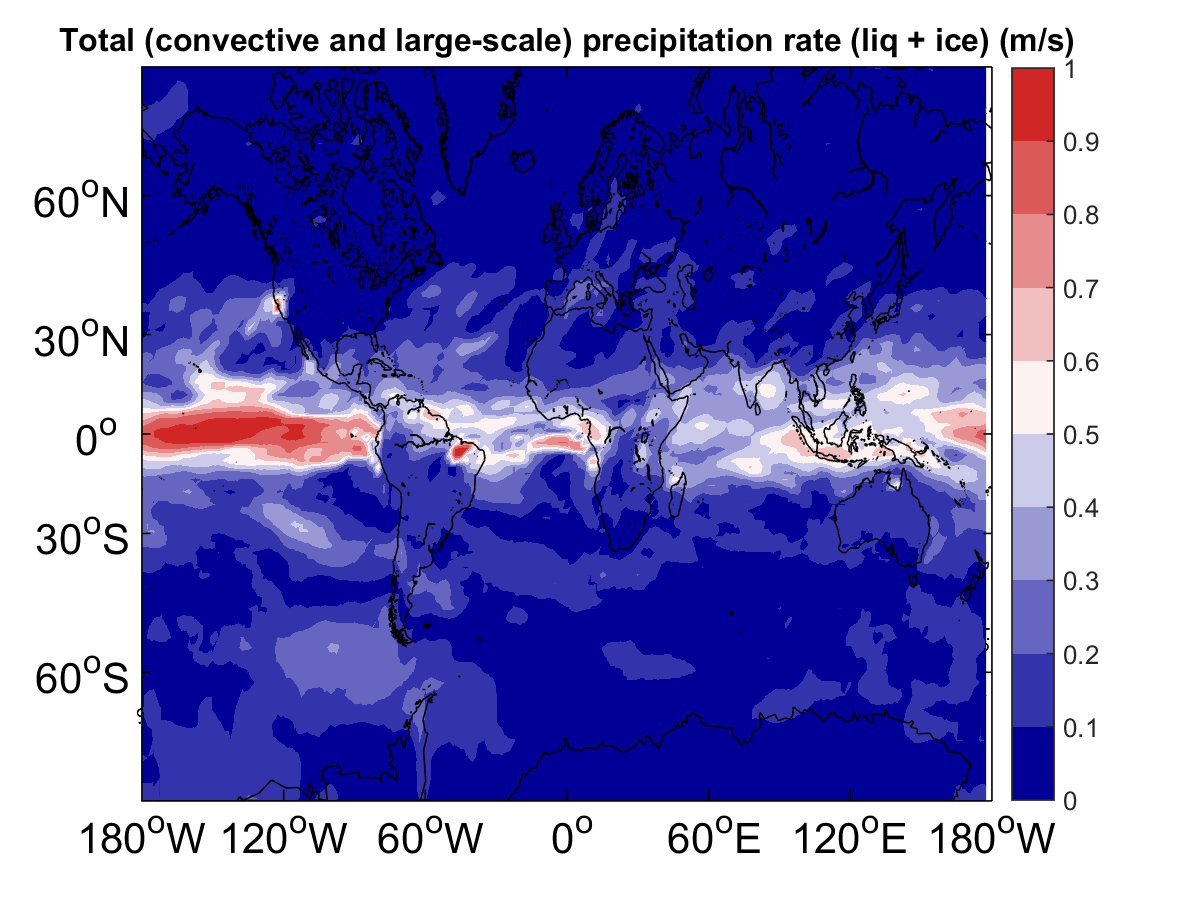 Total (convective and large-scale) precipitation rate (liq + ice) (m/s)
1
0.9
0.8
0.7
0.6
0.5
0.4
0.3
0.2
0.1
0
60°N
30°N
0°
30°S
60°S
180°W 120°W 60°W 0° 60°E 120°E 180°W